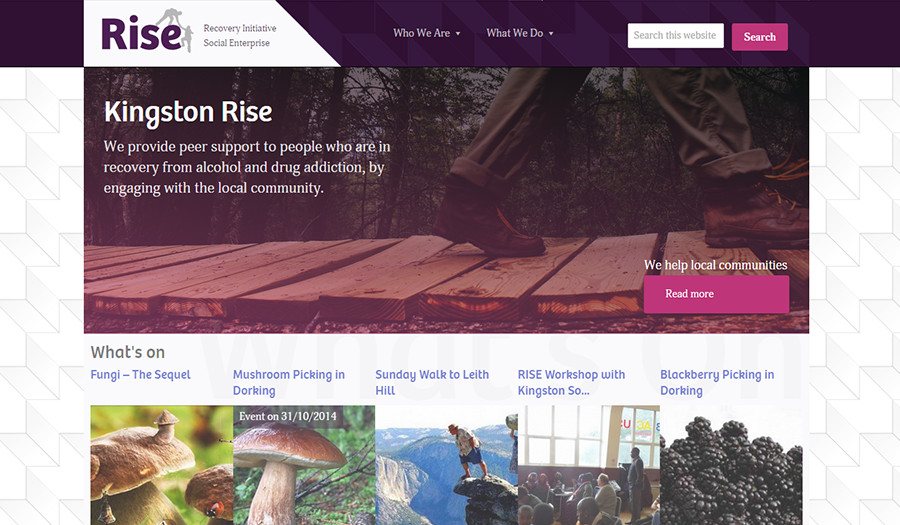 Rise
Recovery Initiative
Social Enterprise
Who We Are
What We Do
Search this website
Search
Kingston Rise
We provide peer support to people who are in
recovery from alcohol and drug addiction, by
engaging with the local community.
We help local communities
Read more
What's On
What's on
Fungi – The Sequel
Mushroom Picking in
Dorking
Sunday Walk to Leith
Hill
RISE Workshop with
Kingston So...
Blackberry Picking in
Dorking
Event on 31/10/2014